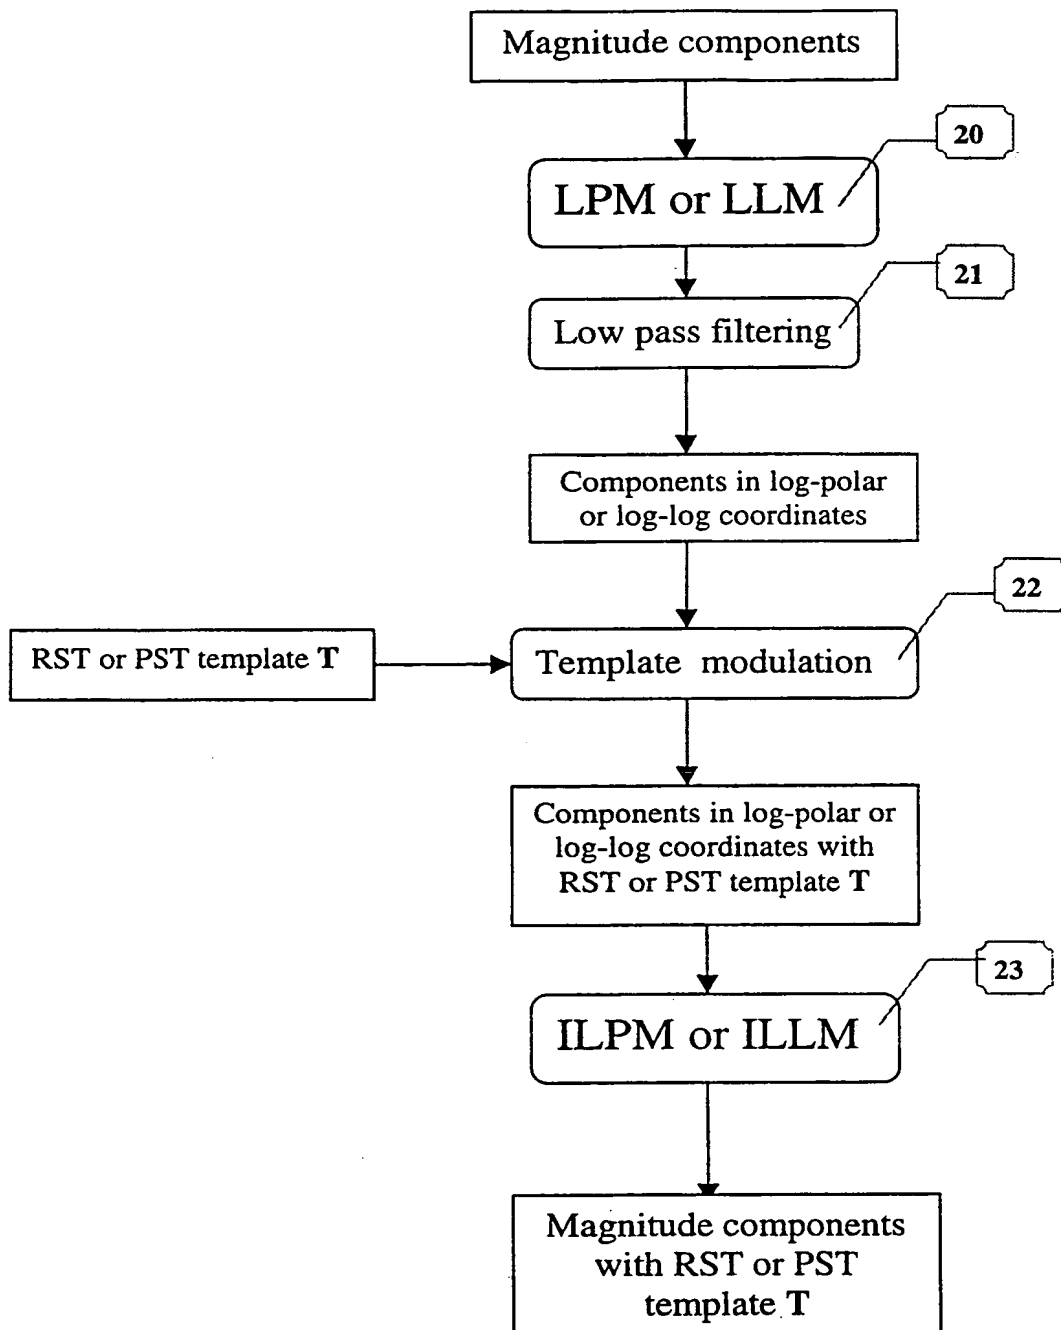 Magnitude components
20
LPM or LLM
21
Low pass filtering
Components in log-polar
or log-log coordinates
22
RST or PST template T
Template modulation
Components in log-polar or
log-log coordinates with
RST or PST template T
23
ILPM or ILLM
Magnitude components
with RST or PST
template T